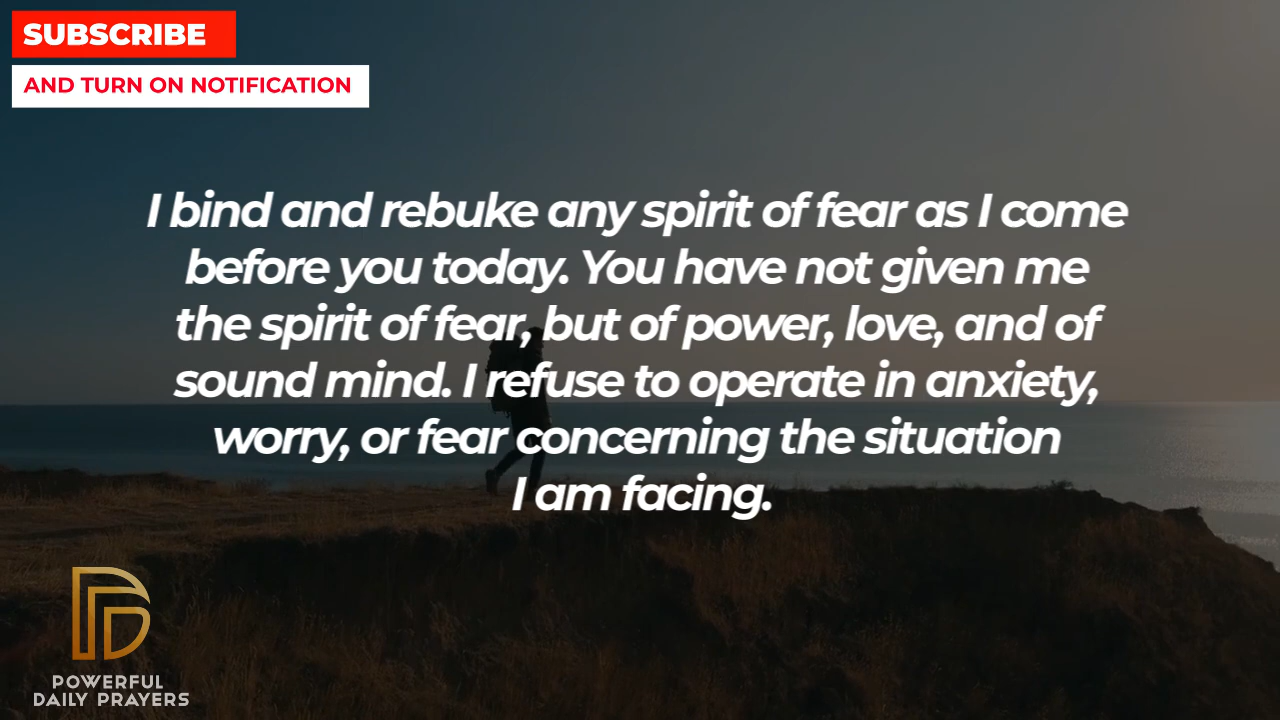 SUBSCRIBE
AND TURN ON NOTIFICATION
I bind and rebuke any spirit of fear as I come
before you today. You have not given me
the spirit of fear, but of power, love, and of
sound mind. I refuse to operate in anxiety,
worry, or fear concerning the situation
I am facing.
POWERFUL
DAILY PRAYERS